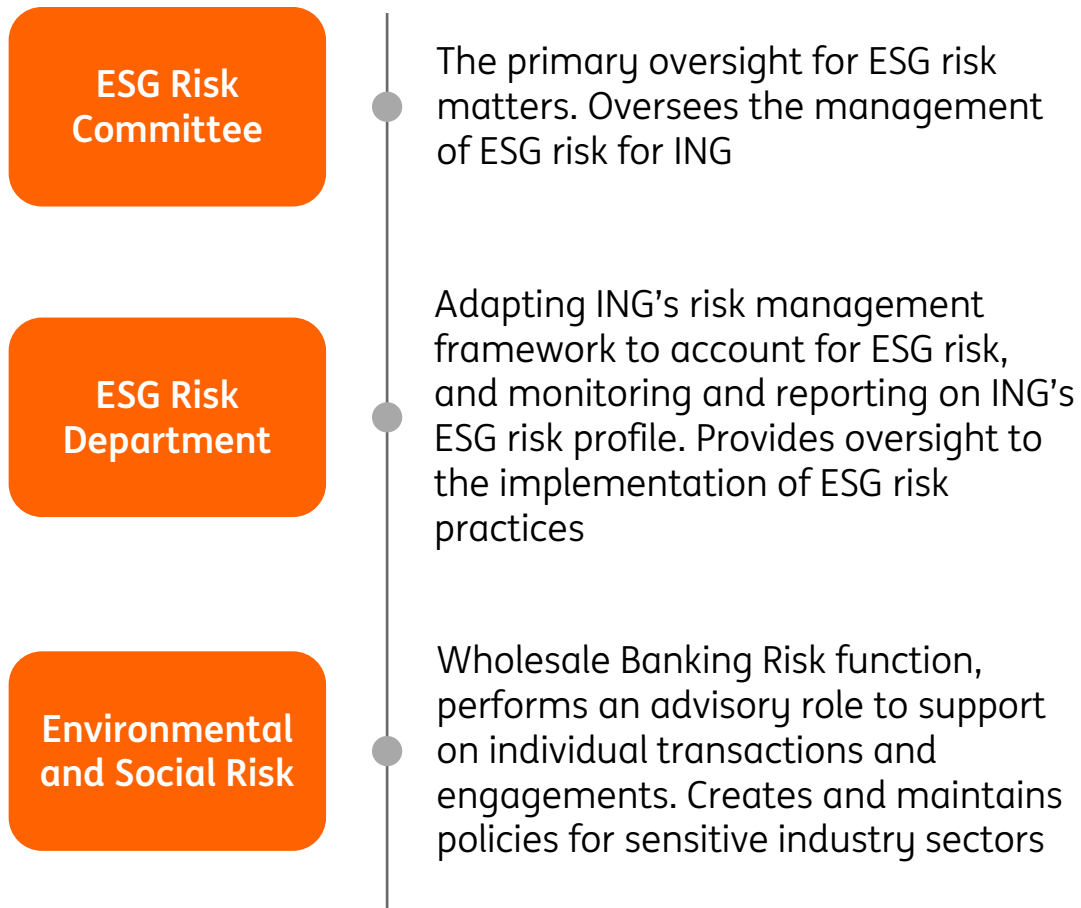 ESG Risk
Committee
The primary oversight for ESG risk
matters. Oversees the management
of ESG risk for ING
ESG Risk
Department
Adapting ING’s risk management
framework to account for ESG risk,
and monitoring and reporting on ING’s
ESG risk profile. Provides oversight to
the implementation of ESG risk
practices
Environmental
and Social Risk
Wholesale Banking Risk function,
performs an advisory role to support
on individual transactions and
engagements. Creates and maintains
policies for sensitive industry sectors